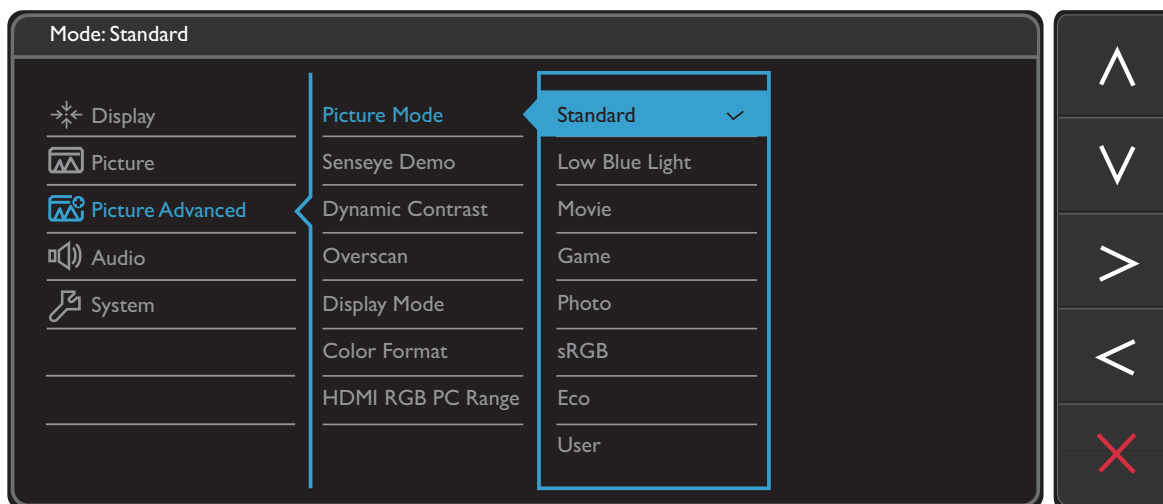 Mode: Standard
Display
Picture
Picture Advanced
Audio
System
Picture Mode
Senseye Demo
Dynamic Contrast
Overscan
Display Mode
Color Format
HDMI RGB PC Range
Standard
Low Blue Light
Movie
Game
Photo
sRGB
Eco
User